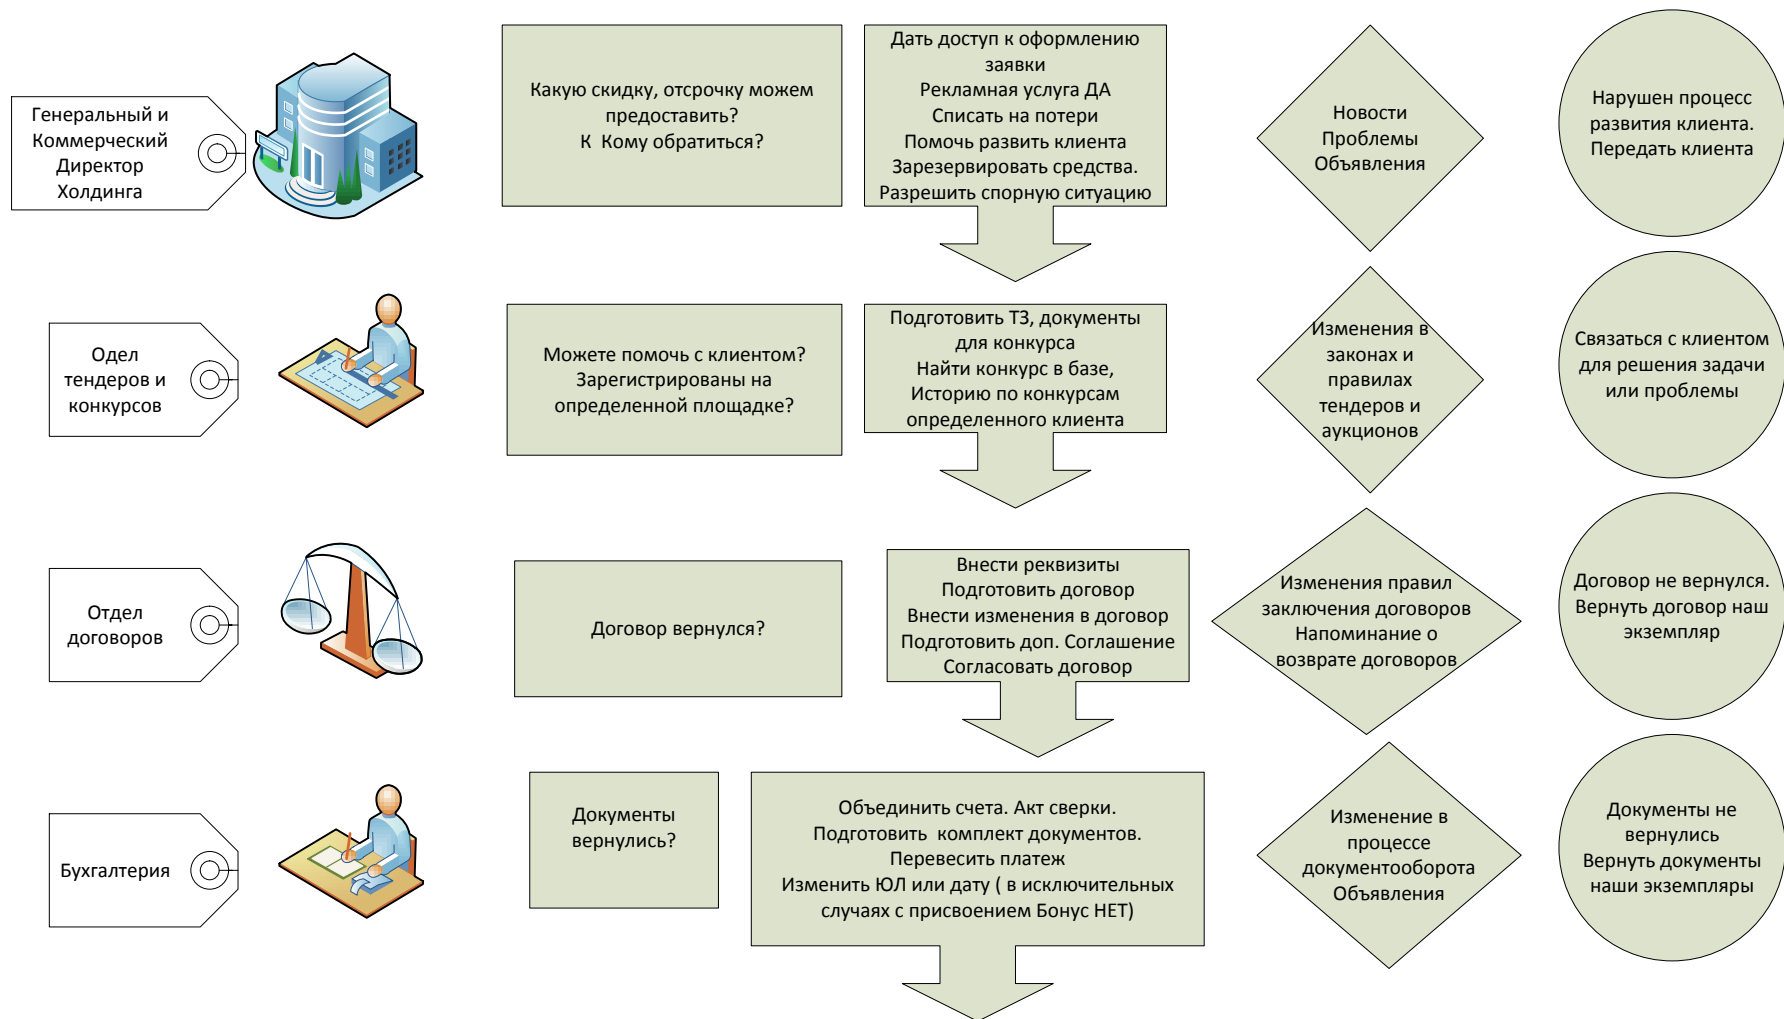 Генеральный и
Коммерческий
Директор
Холдинга
Какую скидку, отсрочку можем
предоставить?
К Кому обратиться?
Дать доступ к оформлению
заявки
Рекламная услуга ДА
Списать на потери
Помочь развить клиента
Зарезервировать средства.
Разрешить спорную ситуацию
Новости
Проблемы
Объявления
Нарушен процесс
развития клиента.
Передать клиента
Одел
тендеров и
конкурсов
Можете помочь с клиентом?
Зарегистрированы на
определенной площадке?
Подготовить ТЗ, документы
для конкурса
Найти конкурс в базе,
Историю по конкурсам
определенного клиента
Изменения в
законах и
правилах
тендеров и
аукционов
Связаться с клиентом
для решения задачи
или проблемы
Отдел
договоров
Договор вернулся?
Внести реквизиты
Подготовить договор
Внести изменения в договор
Подготовить доп. Соглашение
Согласовать договор
Изменения правил
заключения договоров
Напоминание о
возврате договоров
Договор не вернулся.
Вернуть договор наш
экземпляр
Бухгалтерия
Документы
вернулись?
Объединить счета. Акт сверки.
Подготовить комплект документов.
Перевесить платеж
Изменить ЮЛ или дату ( в исключительных
случаях с присвоением Бонус НЕТ)
Изменение в
процессе
документооборота
Объявления
Документы не
вернулись
Вернуть документы
наши экземпляры